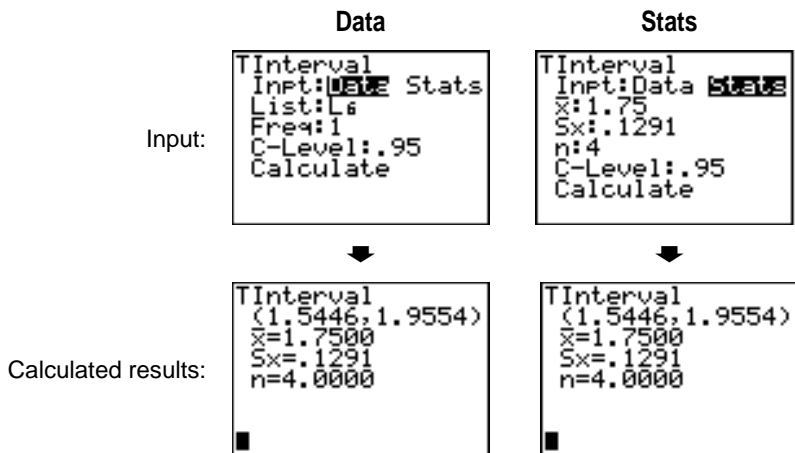 Data
Stats
Input:
TInterval
Inpt:Data Stats
List:L₆
Freq:1
C-Level:.95
Calculate
TInterval
Inpt:Data Stats
x̄:1.75
Sx:.1291
n:4
C-Level:.95
Calculate
Calculated results:
TInterval
(1.5446,1.9554)
x̄=1.7500
Sx=.1291
n=4.0000
TInterval
(1.5446,1.9554)
x̄=1.7500
Sx=.1291
n=4.0000